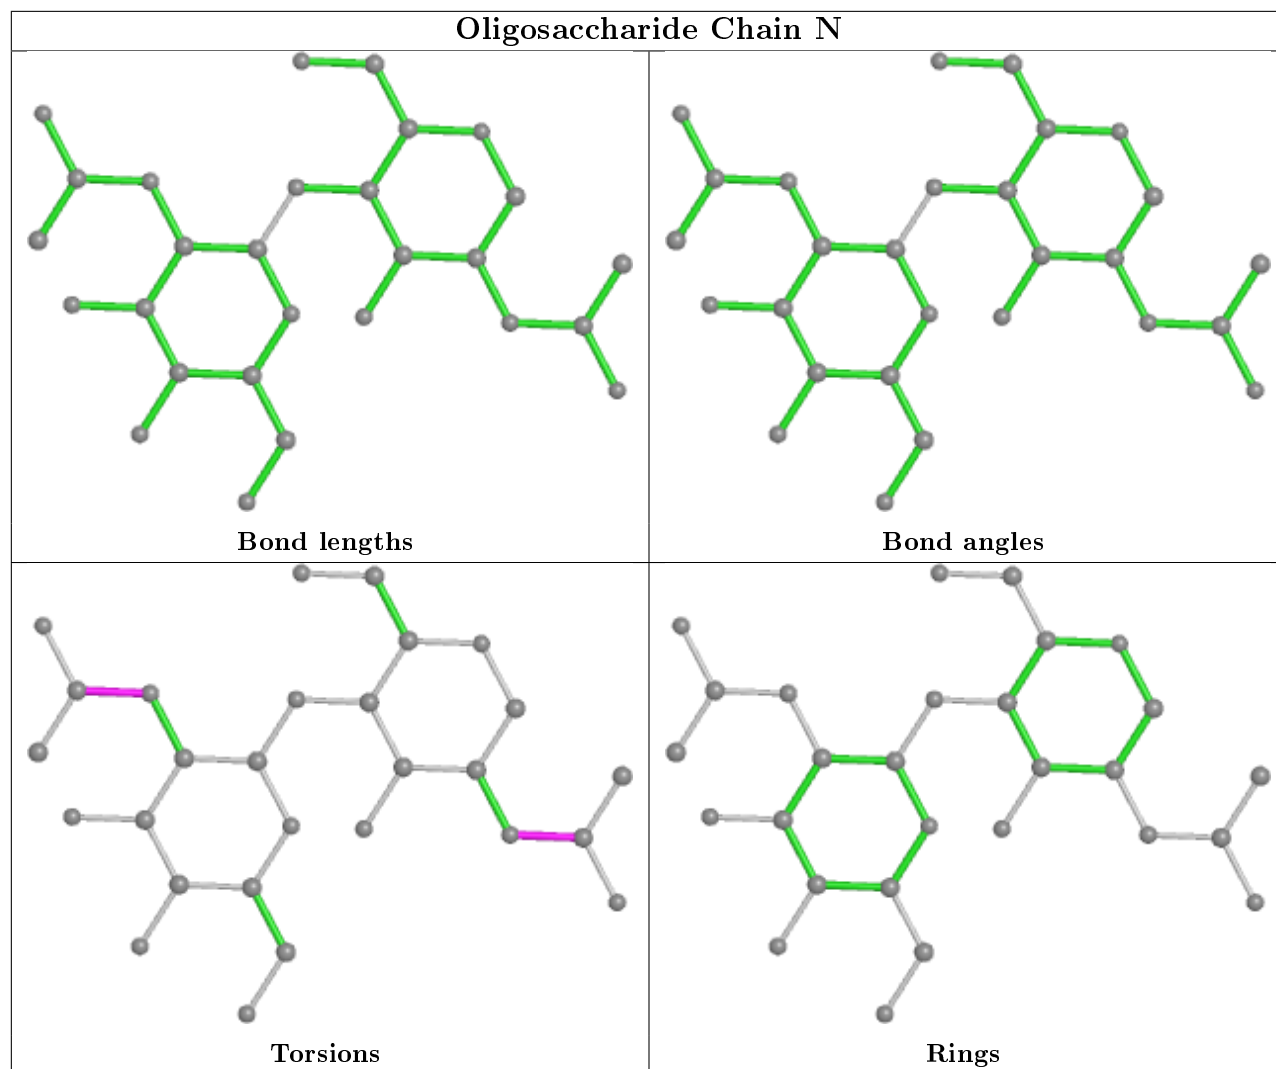 Oligosaccharide Chain N
Bond lengths
Bond angles
Torsions
Rings